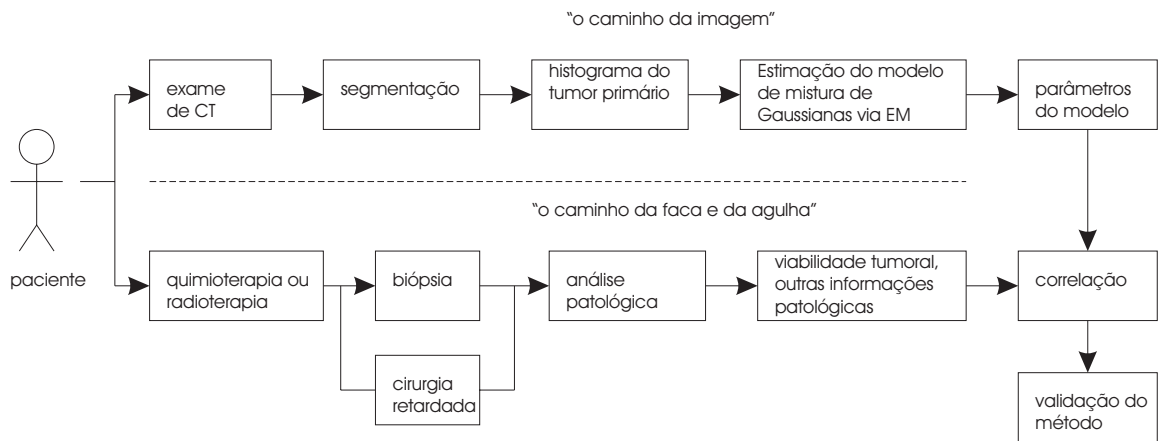 “o caminho da imagem”
exame
de CT
segmentação
histograma do
tumor primário
Estimação do modelo
de mistura de
Gaussianas via EM
parâmetros
do modelo
“o caminho da faca e da agulha”
paciente
quimioterapia ou
radioterapia
biópsia
cirurgia
retardada
análise
patológica
viabilidade tumoral,
outras informações
patológicas
correlação
validação do
método